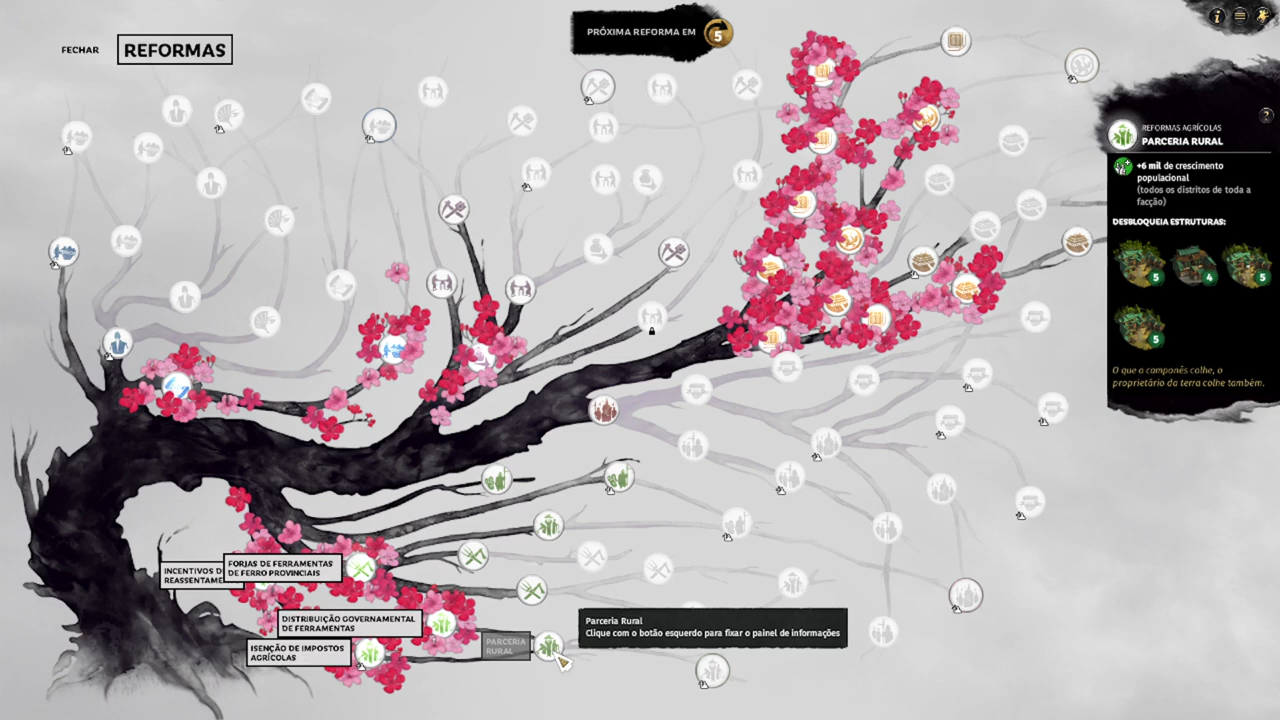 FECHAR
REFORMAS
PRÓXIMA REFORMA EM
5
?
REFORMAS AGRÍCOLAS
PARCERIA RURAL
+6 mil de crescimento
populacional
(todos os distritos de toda a
facção)
DESBLOQUEIA ESTRUTURAS:
5
4
5
5
O que o camponês colhe, o
proprietário da terra colhe também.
INCENTIVOS D
REASSENTAME
FORJAS DE FERRAMENTAS
DE FERRO PROVINCIAIS
DISTRIBUIÇÃO GOVERNAMENTAL
DE FERRAMENTAS
ISENÇÃO DE IMPOSTOS
AGRÍCOLAS
PARCERIA
RURAL
Parceria Rural
Clique com o botão esquerdo para fixar o painel de informações